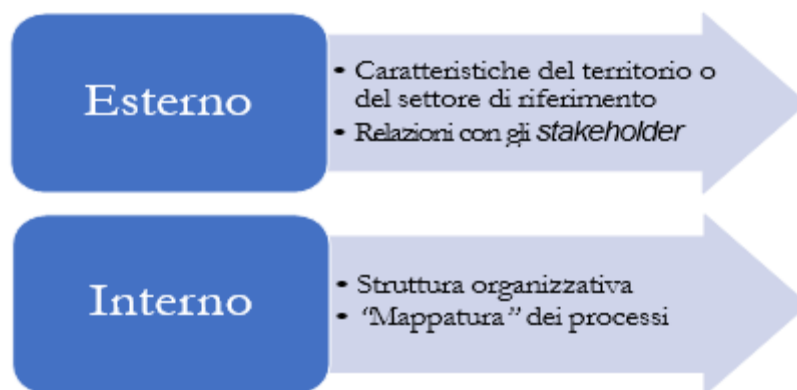 Esterno
• Caratteristiche del territorio o
del settore di riferimento
• Relazioni con gli stakeholder
Interno
• Struttura organizzativa
• “Mappatura” dei processi